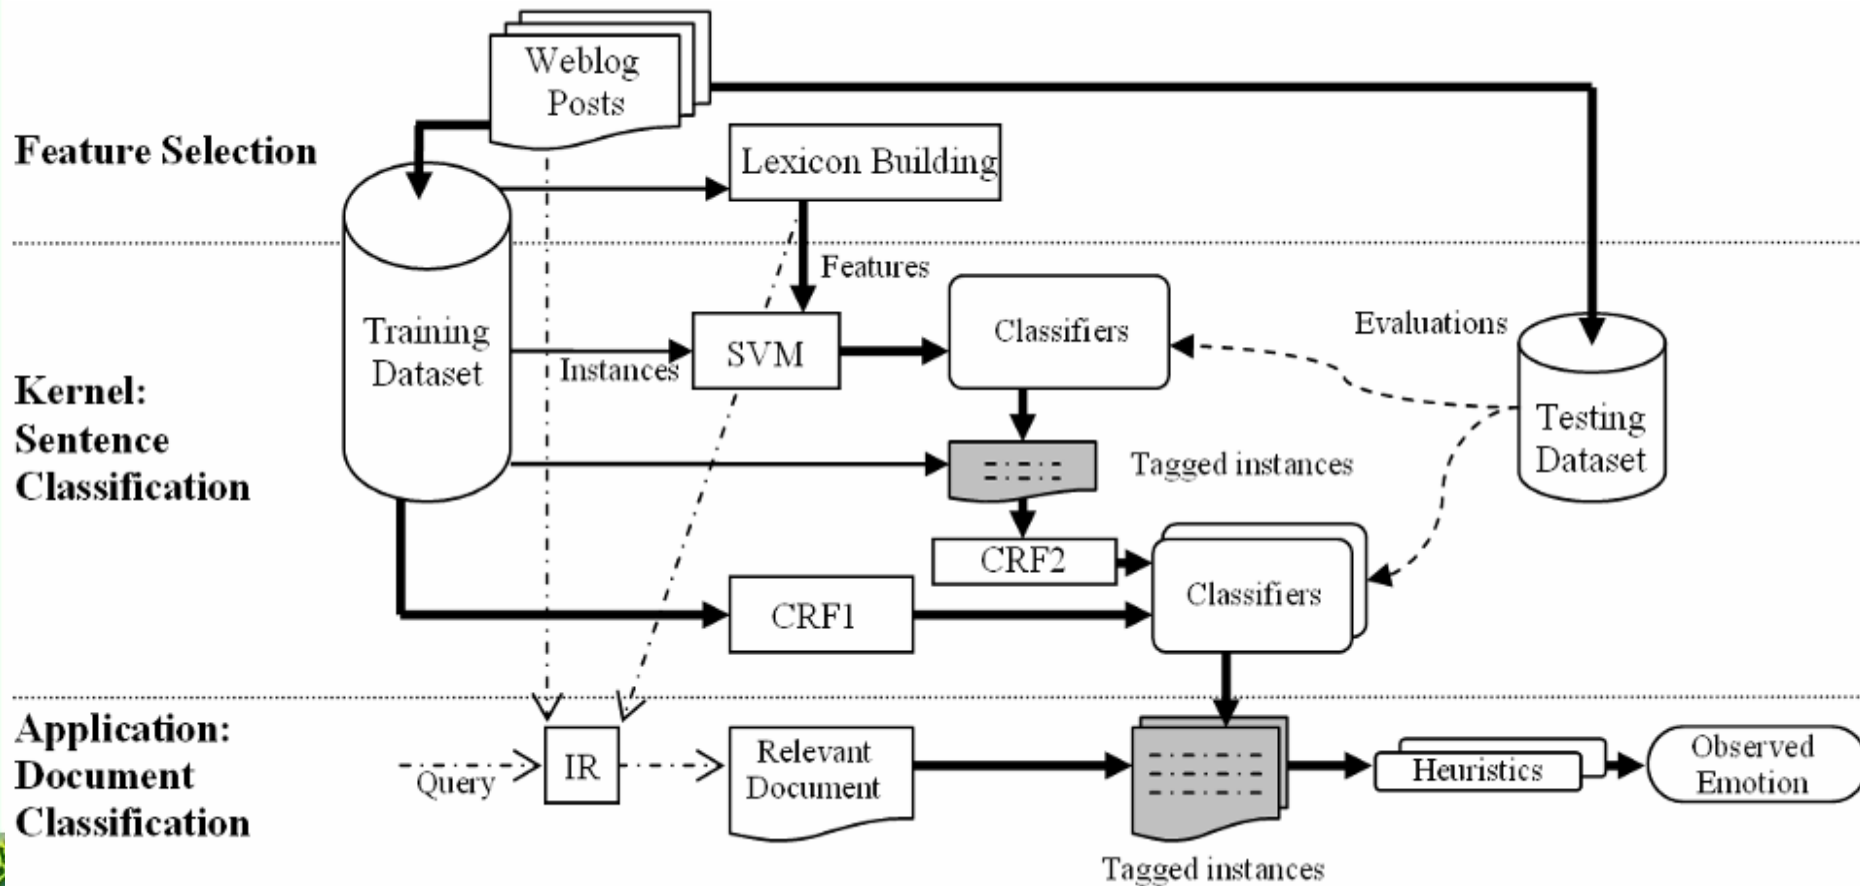 Weblog
Posts
Feature Selection
Lexicon Building
Features
Training
Dataset
Instances
SVM
Classifiers
Evaluations
Testing
Dataset
Kernel:
Sentence
Classification
Tagged instances
CRF2
CRF1
Classifiers
Application:
Document
Classification
Query
IR
Relevant
Document
Tagged instances
Heuristics
Observed
Emotion